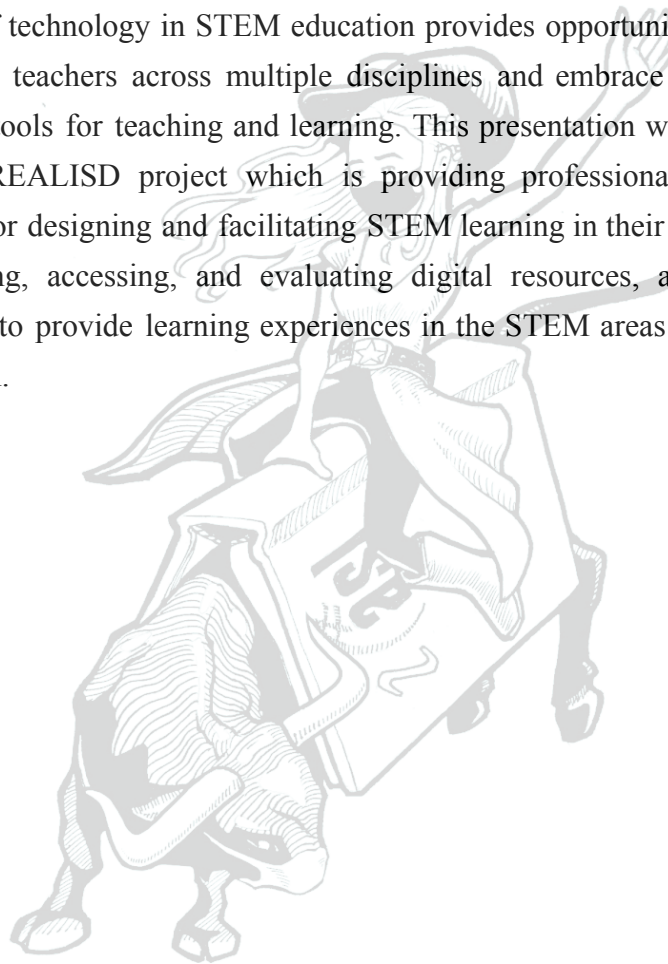 technology in STEM education provides opportuni
teachers across multiple disciplines and embrace
ools for teaching and learning. This presentation w
REALISD project which is providing professiona
or designing and facilitating STEM learning in their
ng, accessing, and evaluating digital resources, a
to provide learning experiences in the STEM areas